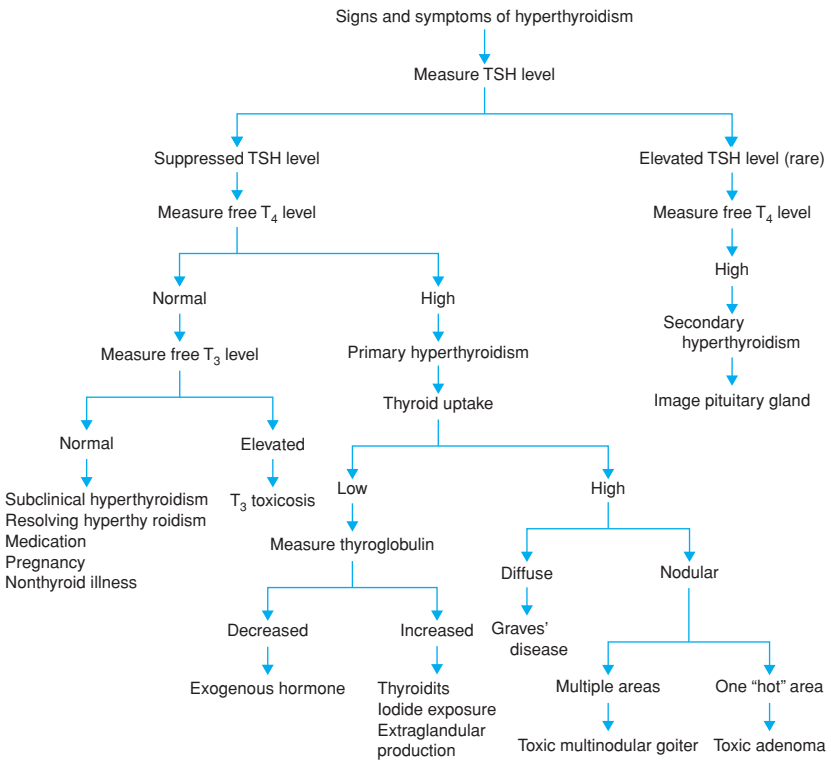 Signs and symptoms of hyperthyroidism
Measure TSH level
Suppressed TSH level
Elevated TSH level (rare)
Measure free T4 level
Measure free T4 level
Normal
High
High
Measure free T3 level
Primary hyperthyroidism
Secondary
hyperthyroidism
Thyroid uptake
Image pituitary gland
Normal
Elevated
Low
High
Subclinical hyperthyroidism
Resolving hyperthy roidism
Medication
Pregnancy
Nonthyroid illness
T3 toxicosis
Measure thyroglobulin
Diffuse
Nodular
Decreased
Increased
Graves'
disease
Exogenous hormone
Thyroidits
Iodide exposure
Extraglandular
production
Multiple areas
One “hot” area
Toxic multinodular goiter
Toxic adenoma